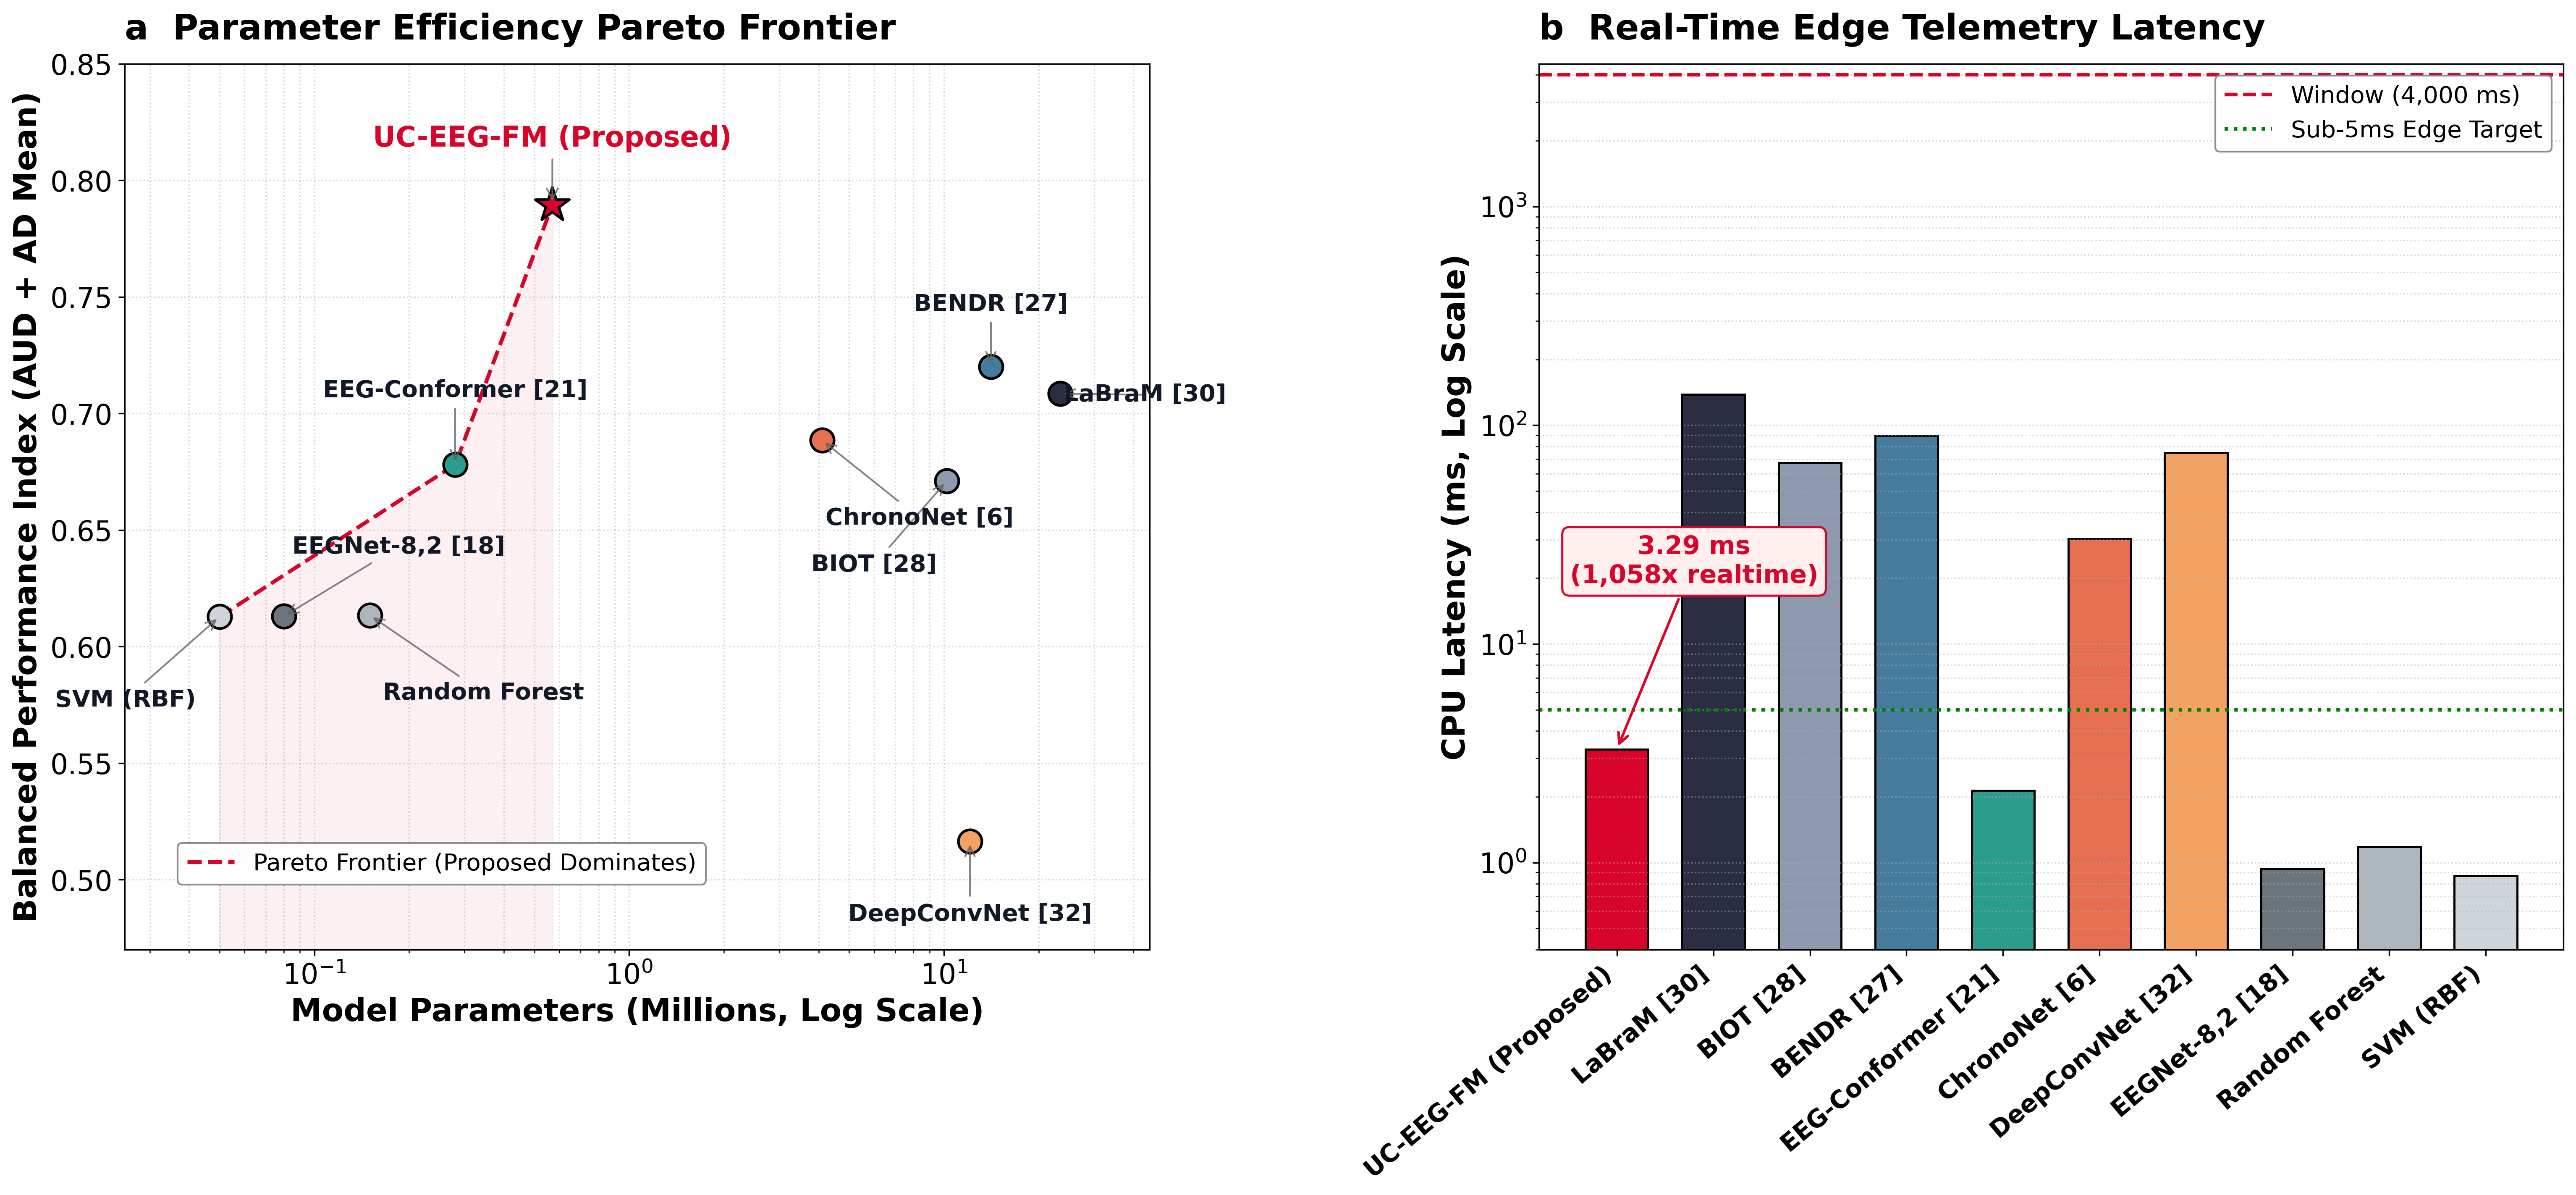 a Parameter Efficiency Pareto Frontier
Balanced Performance Index (AUD + AD Mean)
0.85
0.80
0.75
0.70
0.65
0.60
0.55
0.50
UC-EEG-FM (Proposed)
BENDR [27]
EEG-Conformer [21]
LaBraM [30]
ChronoNet [6]
EEGNet-8,2 [18]
BIOT [28]
Random Forest
SVM (RBF)
Pareto Frontier (Proposed Dominates)
DeepConvNet [32]
10⁻¹
10⁰
10¹
Model Parameters (Millions, Log Scale)
b Real-Time Edge Telemetry Latency
CPU Latency (ms, Log Scale)
Window (4,000 ms)
Sub-5ms Edge Target
10³
10²
10¹
10⁰
3.29 ms
(1,058x realtime)
UC-EEG-FM (Proposed)
LaBraM [30]
BIOT [28]
BENDR [27]
EEG-Conformer [21]
ChronoNet [6]
DeepConvNet [32]
EEGNet-8,2 [18]
Random Forest
SVM (RBF)